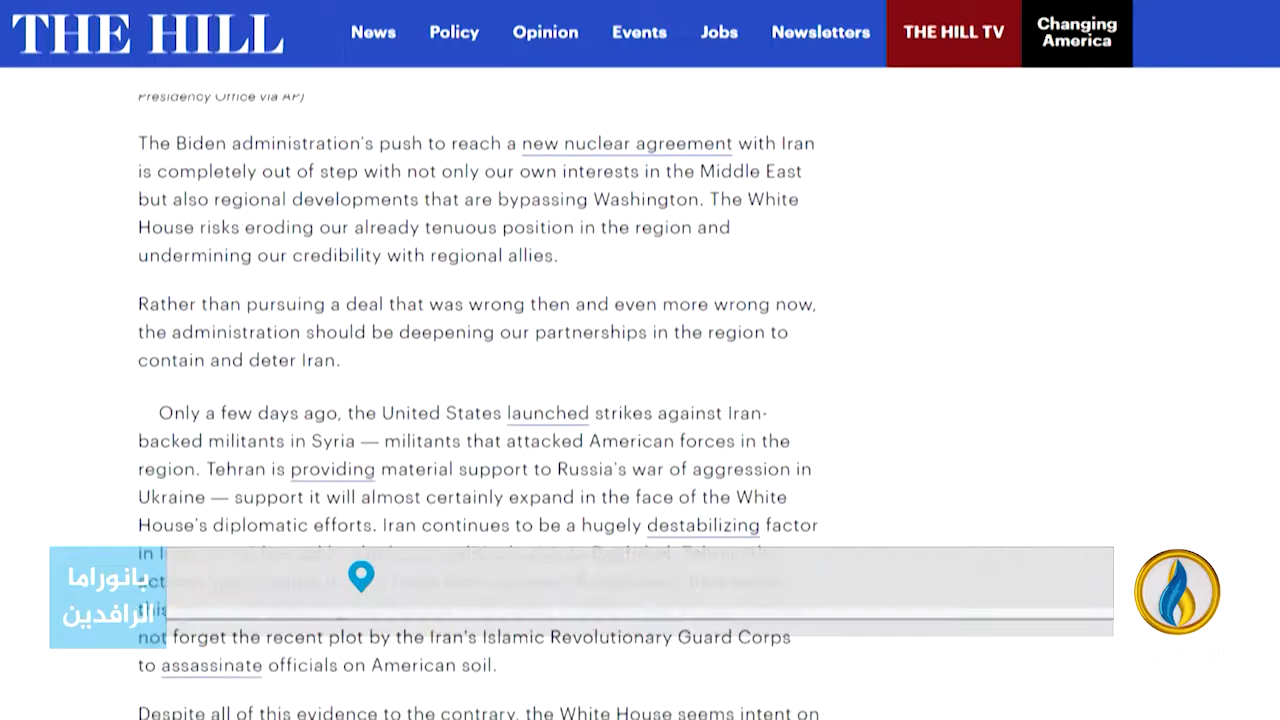 THE HILL
News
Policy
Opinion
Events
Jobs
Newsletters
THE HILL TV
Changing
America
Presidency Office via AP)
The Biden administration's push to reach a new nuclear agreement with Iran
is completely out of step with not only our own interests in the Middle East
but also regional developments that are bypassing Washington. The White
House risks eroding our already tenuous position in the region and
undermining our credibility with regional allies.
Rather than pursuing a deal that was wrong then and even more wrong now,
the administration should be deepening our partnerships in the region to
contain and deter Iran.
Only a few days ago, the United States launched strikes against Iran-
backed militants in Syria — militants that attacked American forces in the
region. Tehran is providing material support to Russia's war of aggression in
Ukraine — support it will almost certainly expand in the face of the White
House's diplomatic efforts. Iran continues to be a hugely destabilizing factor
in
not forget the recent plot by the Iran's Islamic Revolutionary Guard Corps
to assassinate officials on American soil.
Despite all of this evidence to the contrary, the White House seems intent on
بانوراما
الرافدين